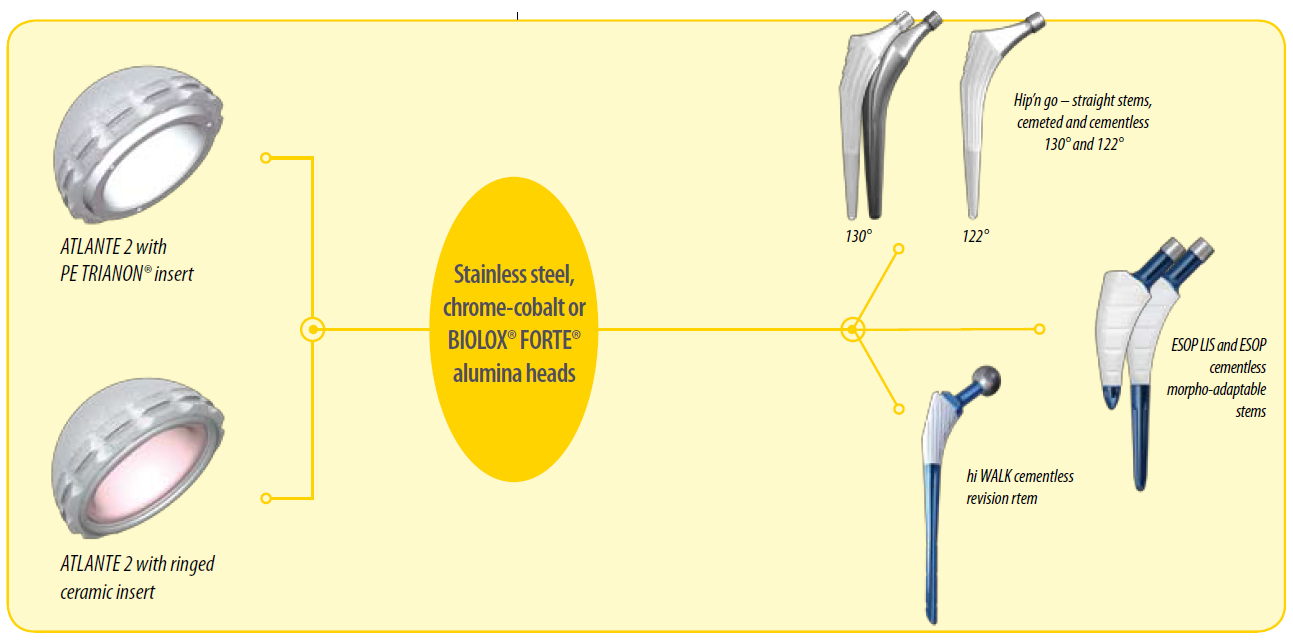 ATLANTE 2 with
PE TRIANON® insert
ATLANTE 2 with ringed
ceramic insert
Stainless steel,
chrome-cobalt or
BIOLOX® FORTE®
alumina heads
130°
122°
Hip'n go – straight stems,
cemeted and cementless
130° and 122°
ESOP LIS and ESOP
cementless
morpho-adaptable
stems
hi WALK cementless
revision rtem